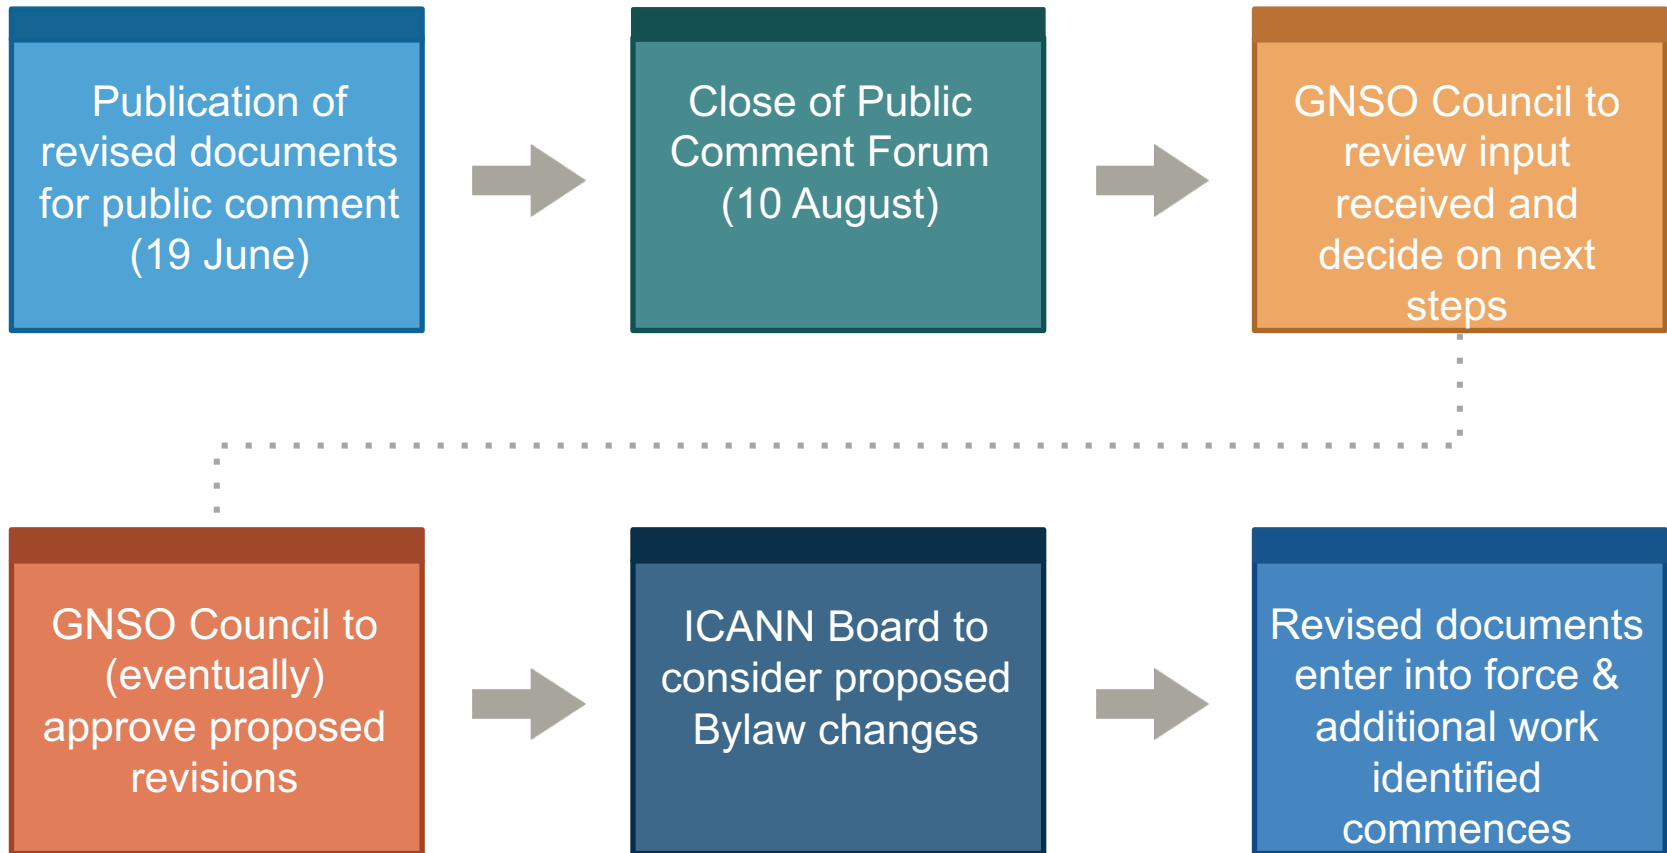 Publication of
revised documents
for public comment
(19 June)
Close of Public
Comment Forum
(10 August)
GNSO Council to
review input
received and
decide on next
steps
GNSO Council to
(eventually)
approve proposed
revisions
ICANN Board to
consider proposed
Bylaw changes
Revised documents
enter into force &
additional work
identified
commences